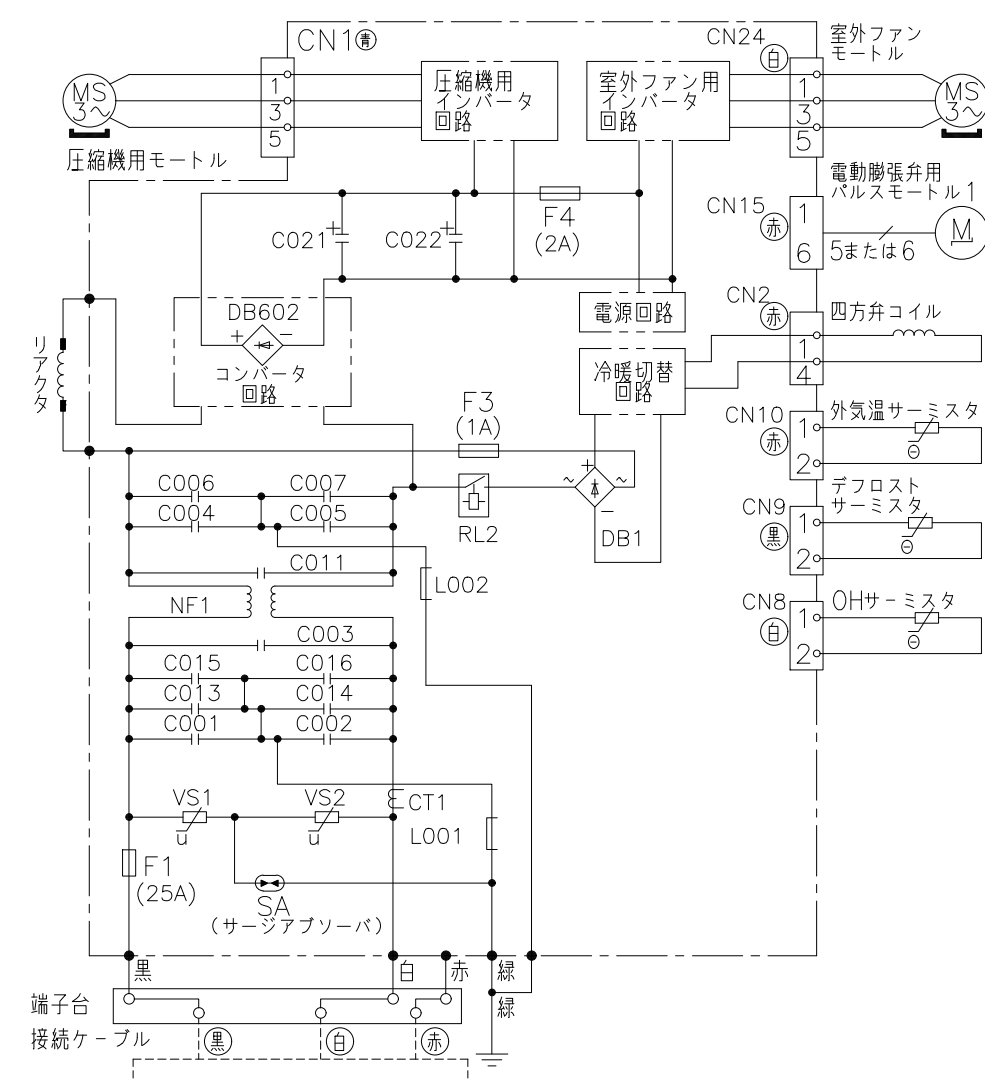 CN1 青
CN24
白
室外ファン
モートル
MS
3～
1
3
5
圧縮機用
インバータ
回路
室外ファン用
インバータ
回路
1
3
5
MS
3～
圧縮機用モートル
電動膨張弁用
パルスモートル1
CN15
赤
1
6
5または6
M
C021
+
C022
+
F4
(2A)
CN2
赤
1
4
四方弁コイル
DB602
+
−
コンバータ
回路
電源回路
冷暖切替
回路
リアクタ
F3
(1A)
CN10
赤
1
2
外気温サーミスタ
⊖
～
+
～
−
DB1
RL2
C006
C007
C004
C005
デフロスト
サーミスタ
CN9
黒
1
2
⊖
C011
L002
NF1
CN8
白
1
2
OHサーミスタ
⊖
C003
C015
C016
C013
C014
C001
C002
VS1
u
VS2
u
CT1
L001
F1
(25A)
SA
(サージアブソーバ)
黒
白
赤
緑
緑
端子台
接続ケーブル
黒
白
赤